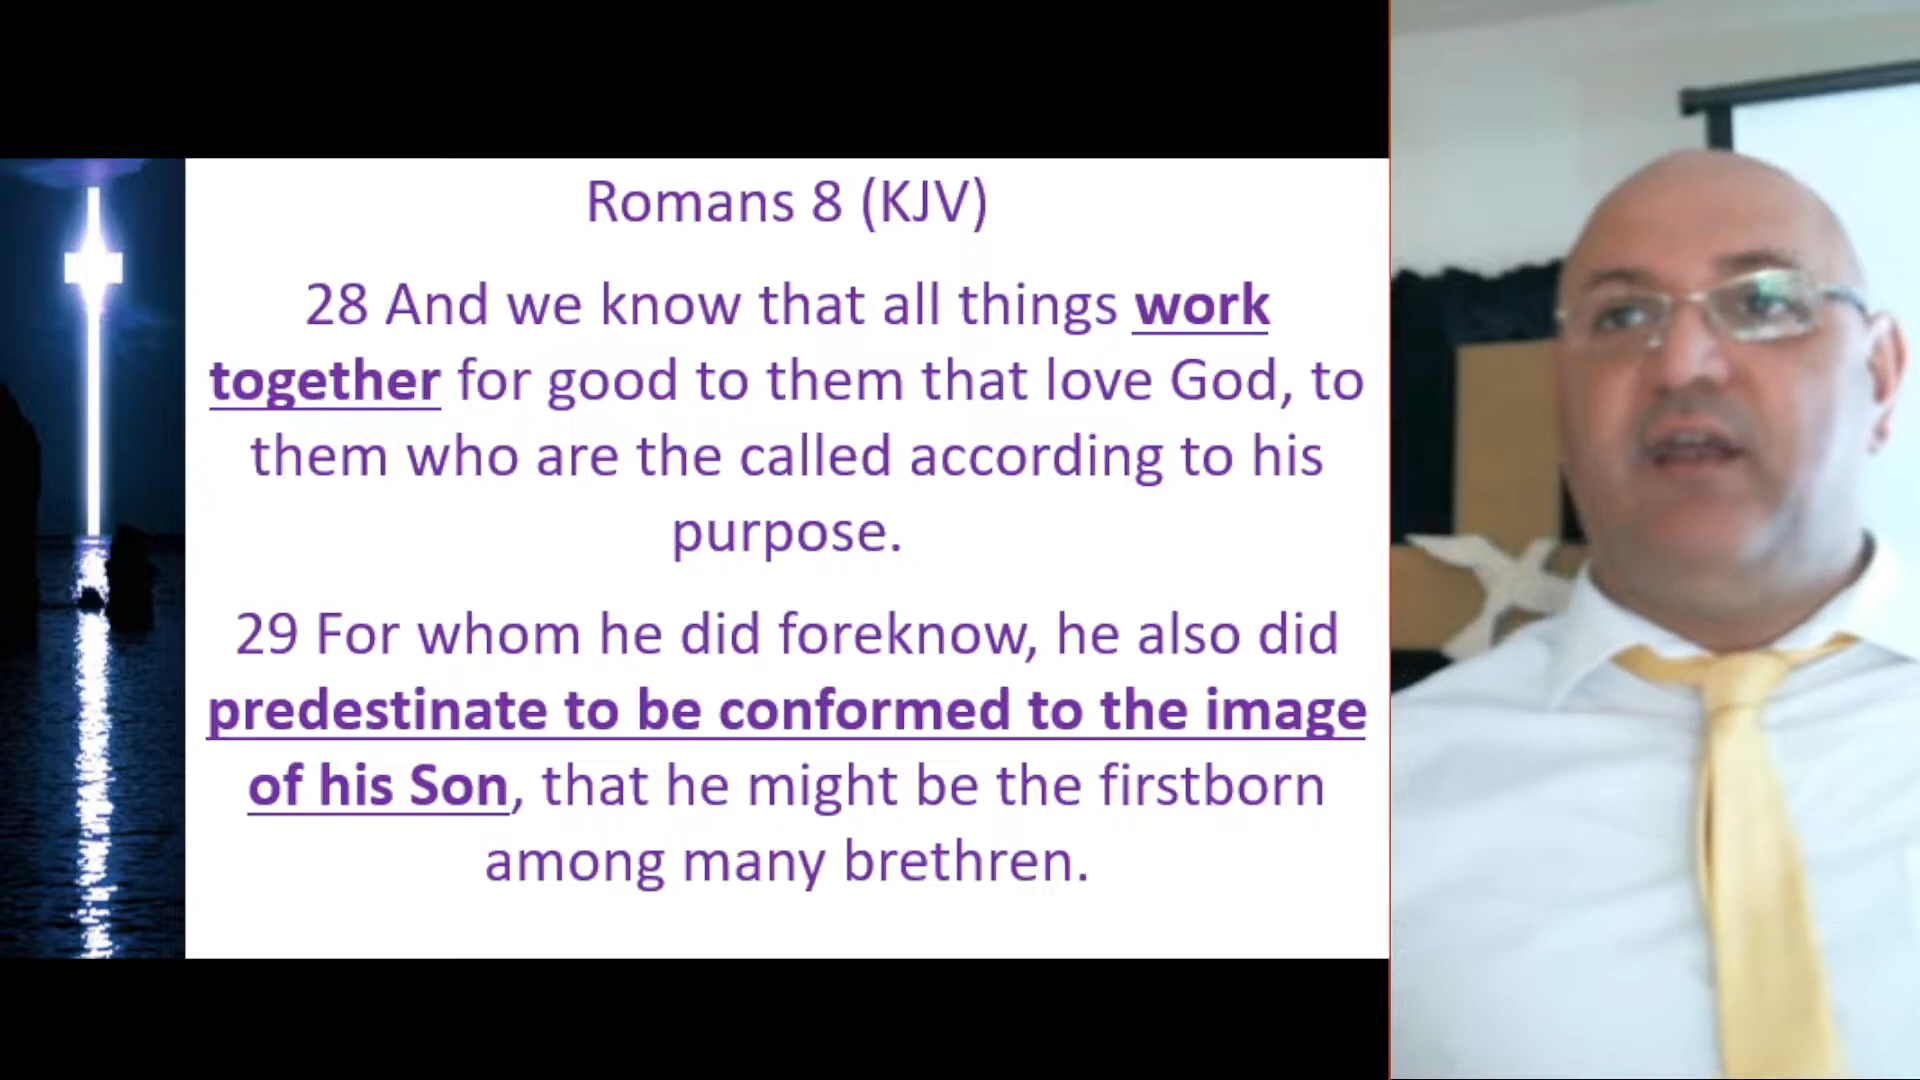 Romans 8 (KJV)
28 And we know that all things work
together for good to them that love God, to
them who are the called according to his
purpose.
29 For whom he did foreknow, he also did
predestinate to be conformed to the image
of his Son, that he might be the firstborn
among many brethren.